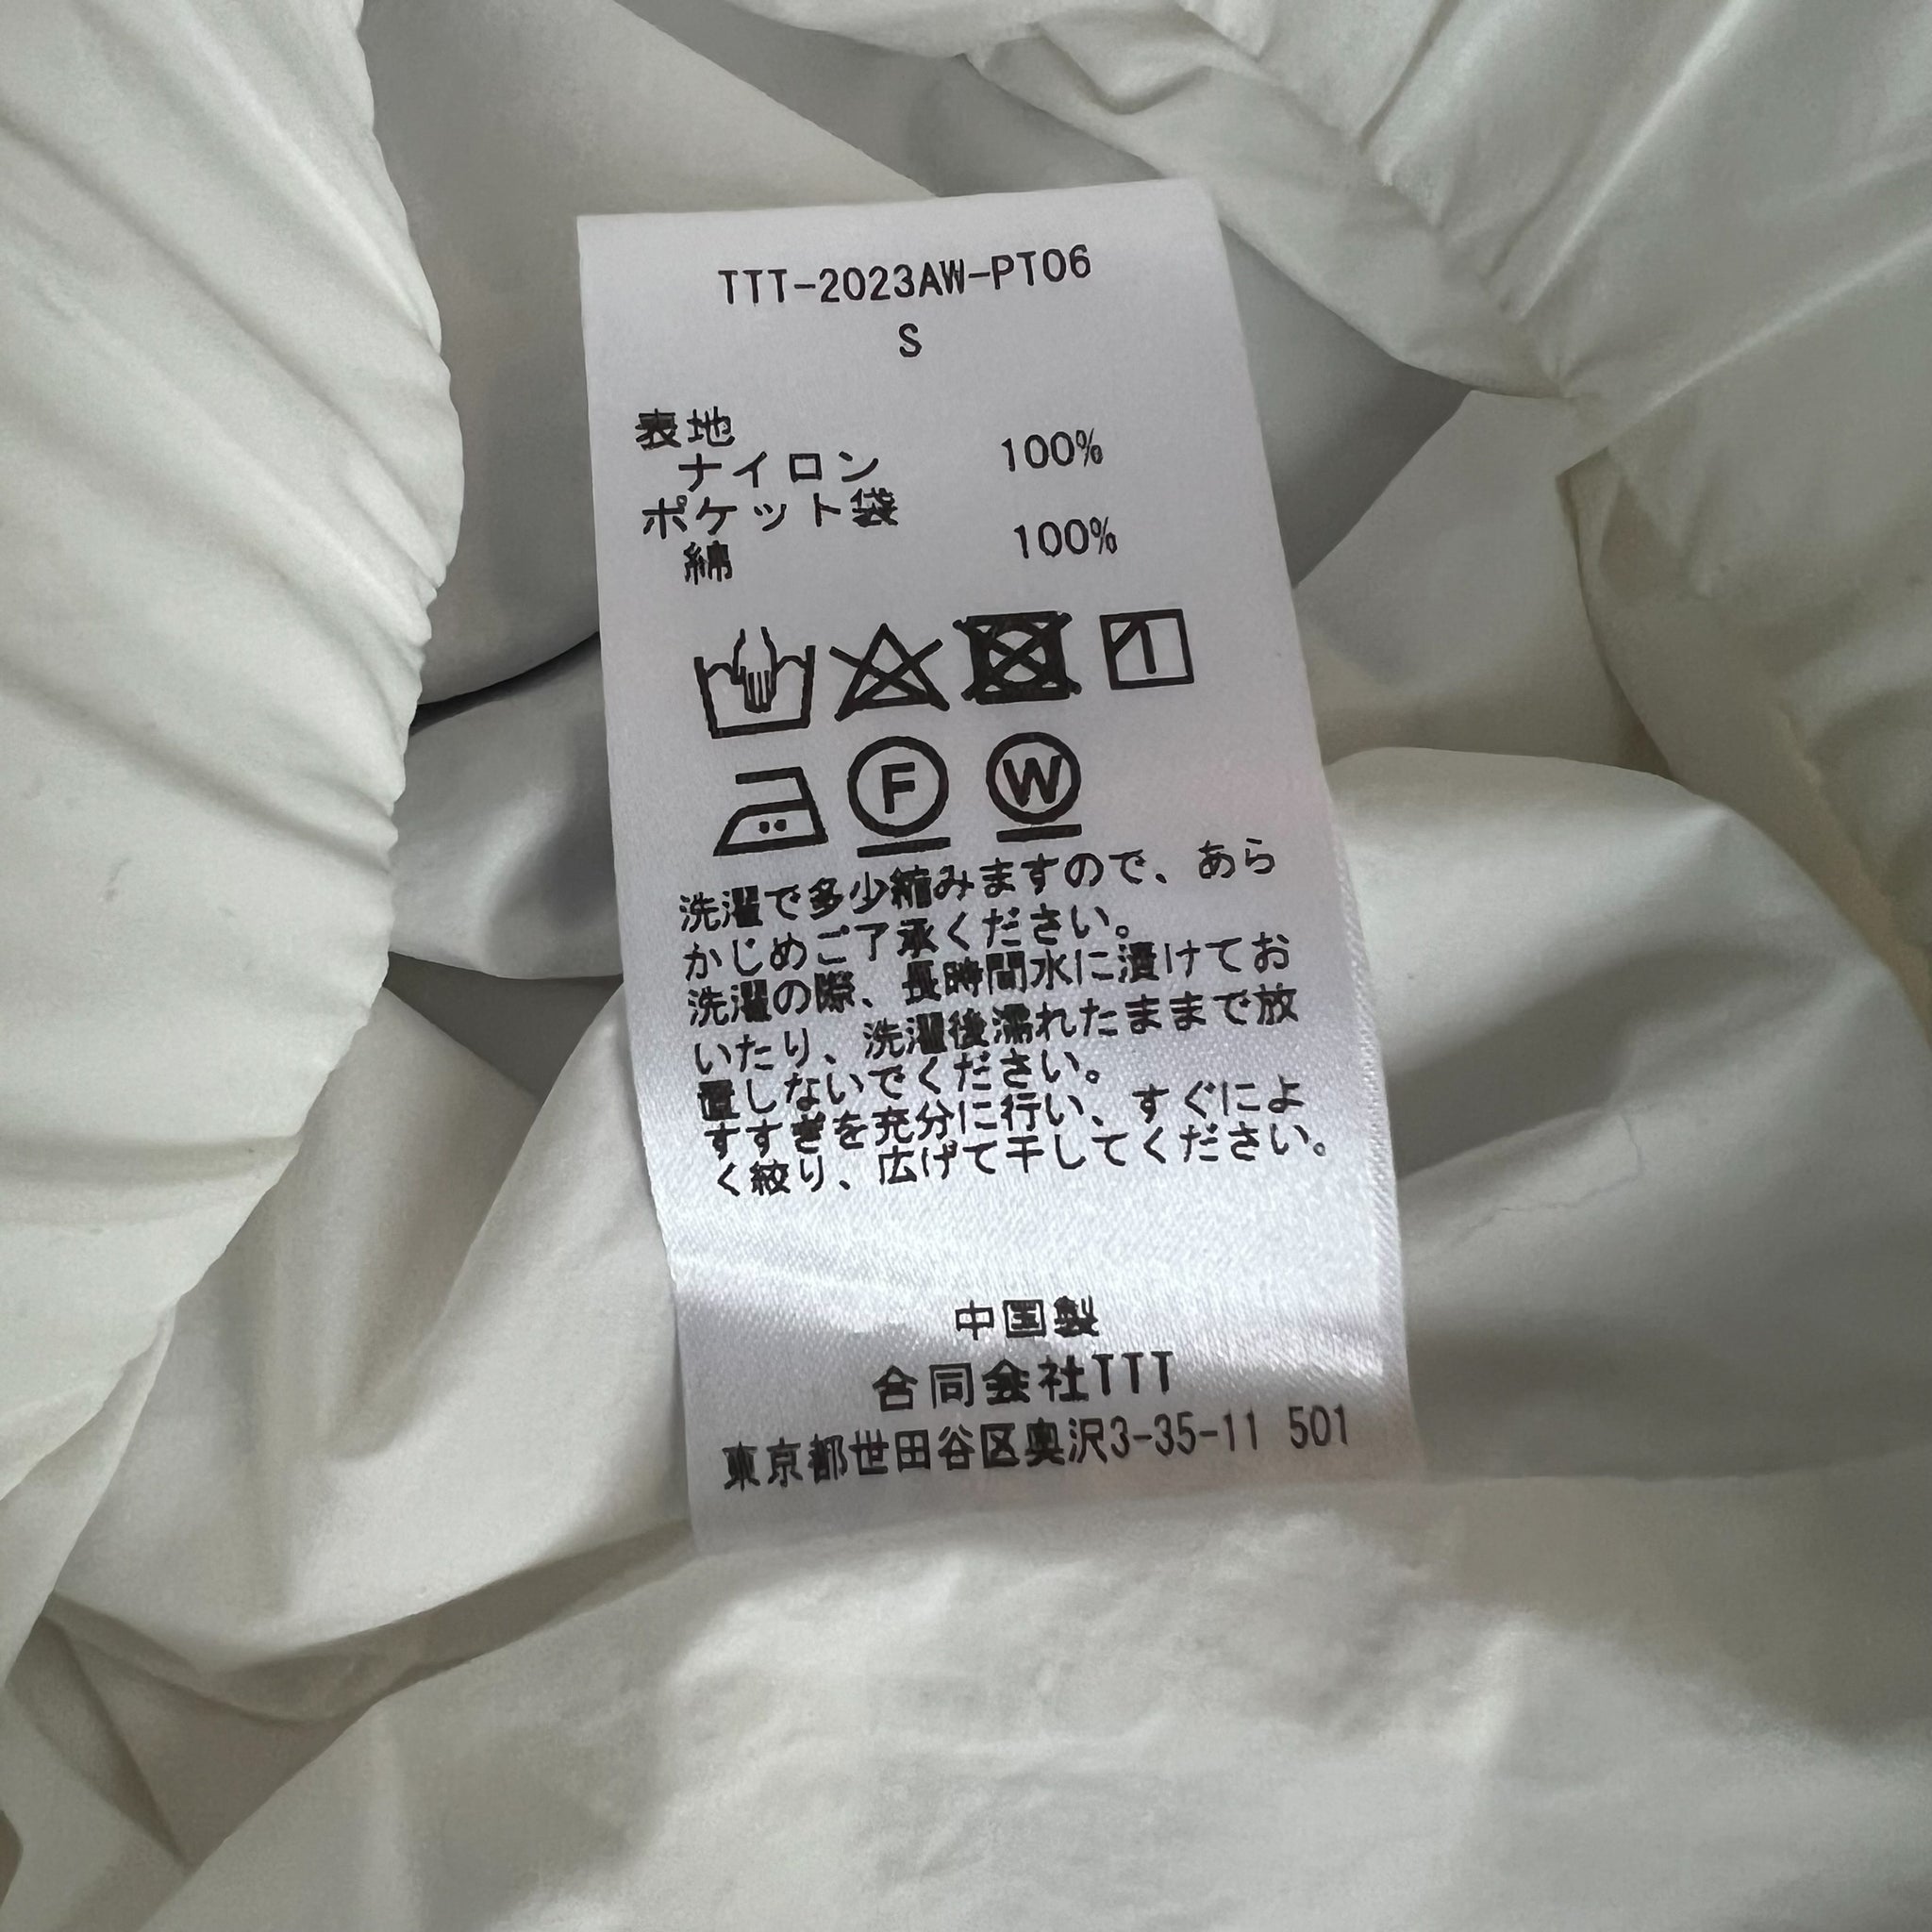 TTT-2023AW-PT06
S
表地
ナイロン 100%
ポケット袋
綿 100%
1
F W
洗濯で多少縮みますので、あら
かじめご了承ください。
洗濯の際、長時間水に漬けてお
いたり、洗濯後濡れたままで放
置しないでください。
すすぎを充分に行い、すぐによ
く絞り、広げて干してください。
中国製
合同会社TTT
東京都世田谷区奥沢3-35-11 501